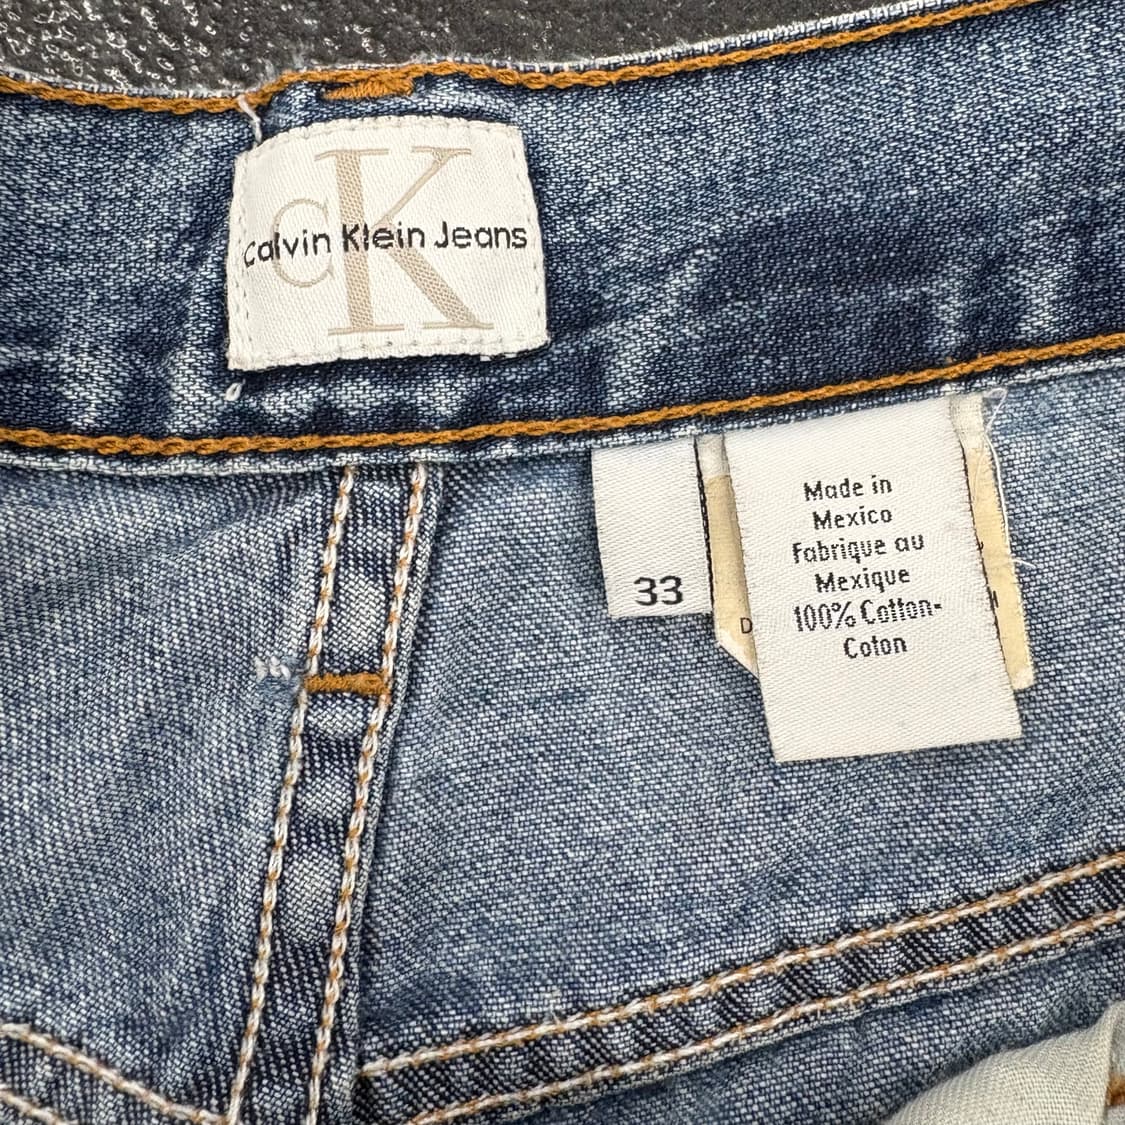 CK
Calvin Klein Jeans
33
Made in
Mexico
Fabrique au
Mexique
100% Cotton-
Coton
D